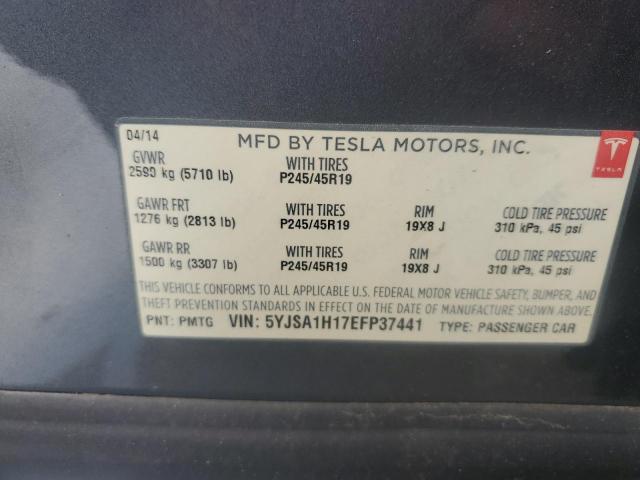 04/14
MFD BY TESLA MOTORS, INC.
TESLA
GVWR WITH TIRES
2590 kg (5710 lb) P245/45R19
GAWR FRT WITH TIRES RIM COLD TIRE PRESSURE
1276 kg (2813 lb) P245/45R19 19X8 J 310 kPa, 45 psi
GAWR RR WITH TIRES RIM COLD TIRE PRESSURE
1500 kg (3307 lb) P245/45R19 19X8 J 310 kPa, 45 psi
THIS VEHICLE CONFORMS TO ALL APPLICABLE U.S. FEDERAL MOTOR VEHICLE SAFETY, BUMPER, AND
THEFT PREVENTION STANDARDS IN EFFECT ON THE DATE OF MANUFACTURE SHOWN ABOVE.
PNT: PMTG VIN: 5YJSA1H17EFP37441 TYPE: PASSENGER CAR